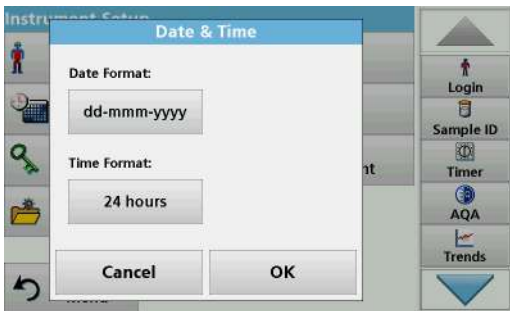 Date & Time
Date Format:
dd-mmm-yyyy
Time Format:
24 hours
Cancel
OK
Login
Sample ID
Timer
AQA
Trends